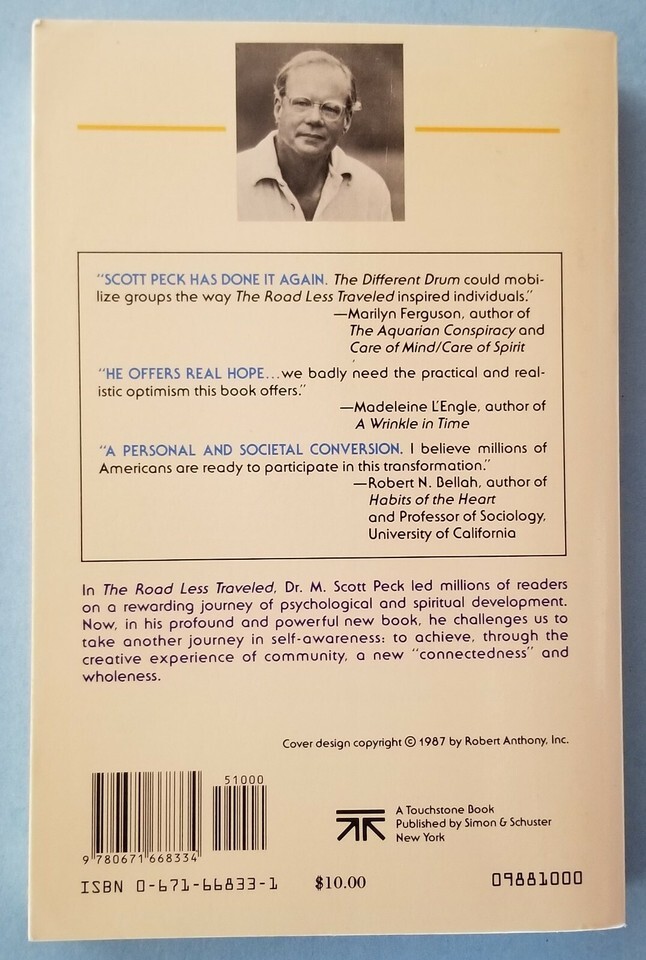 "SCOTT PECK HAS DONE IT AGAIN. The Different Drum could mobi-
lize groups the way The Road Less Traveled inspired individuals."
—Marilyn Ferguson, author of
The Aquarian Conspiracy and
Care of Mind/Care of Spirit
"HE OFFERS REAL HOPE...we badly need the practical and real-
istic optimism this book offers."
—Madeleine L'Engle, author of
A Wrinkle in Time
"A PERSONAL AND SOCIETAL CONVERSION. I believe millions of
Americans are ready to participate in this transformation."
—Robert N. Bellah, author of
Habits of the Heart
and Professor of Sociology,
University of California
In The Road Less Traveled, Dr. M. Scott Peck led millions of readers
on a rewarding journey of psychological and spiritual development.
Now, in his profound and powerful new book, he challenges us to
take another journey in self-awareness: to achieve, through the
creative experience of community, a new "connectedness" and
wholeness.
Cover design copyright © 1987 by Robert Anthony, Inc.
51000
9 780671 668334
A Touchstone Book
Published by Simon & Schuster
New York
ISBN 0-671-66833-1 $10.00 09881000